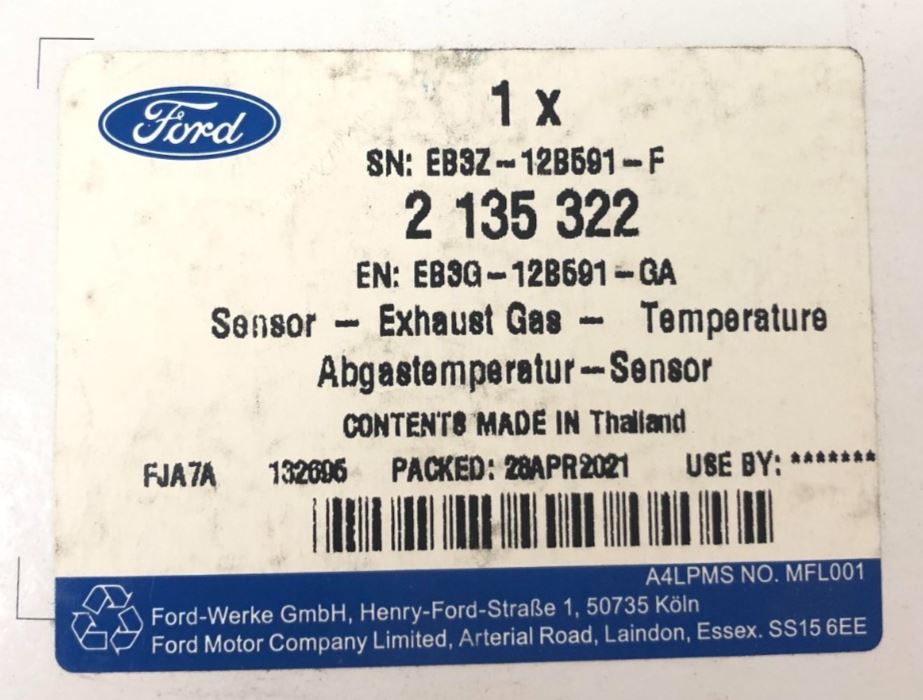 Ford
1 x
SN: EB3Z-12B591-F
2 135 322
EN: EB3G-12B591-GA
Sensor - Exhaust Gas - Temperature
Abgastemperatur-Sensor
CONTENTS MADE IN Thailand
FJA7A 132695 PACKED: 28APR2021 USE BY: *******
A4LPMS NO. MFL001
Ford-Werke GmbH, Henry-Ford-Straße 1, 50735 Köln
Ford Motor Company Limited, Arterial Road, Laindon, Essex. SS15 6EE